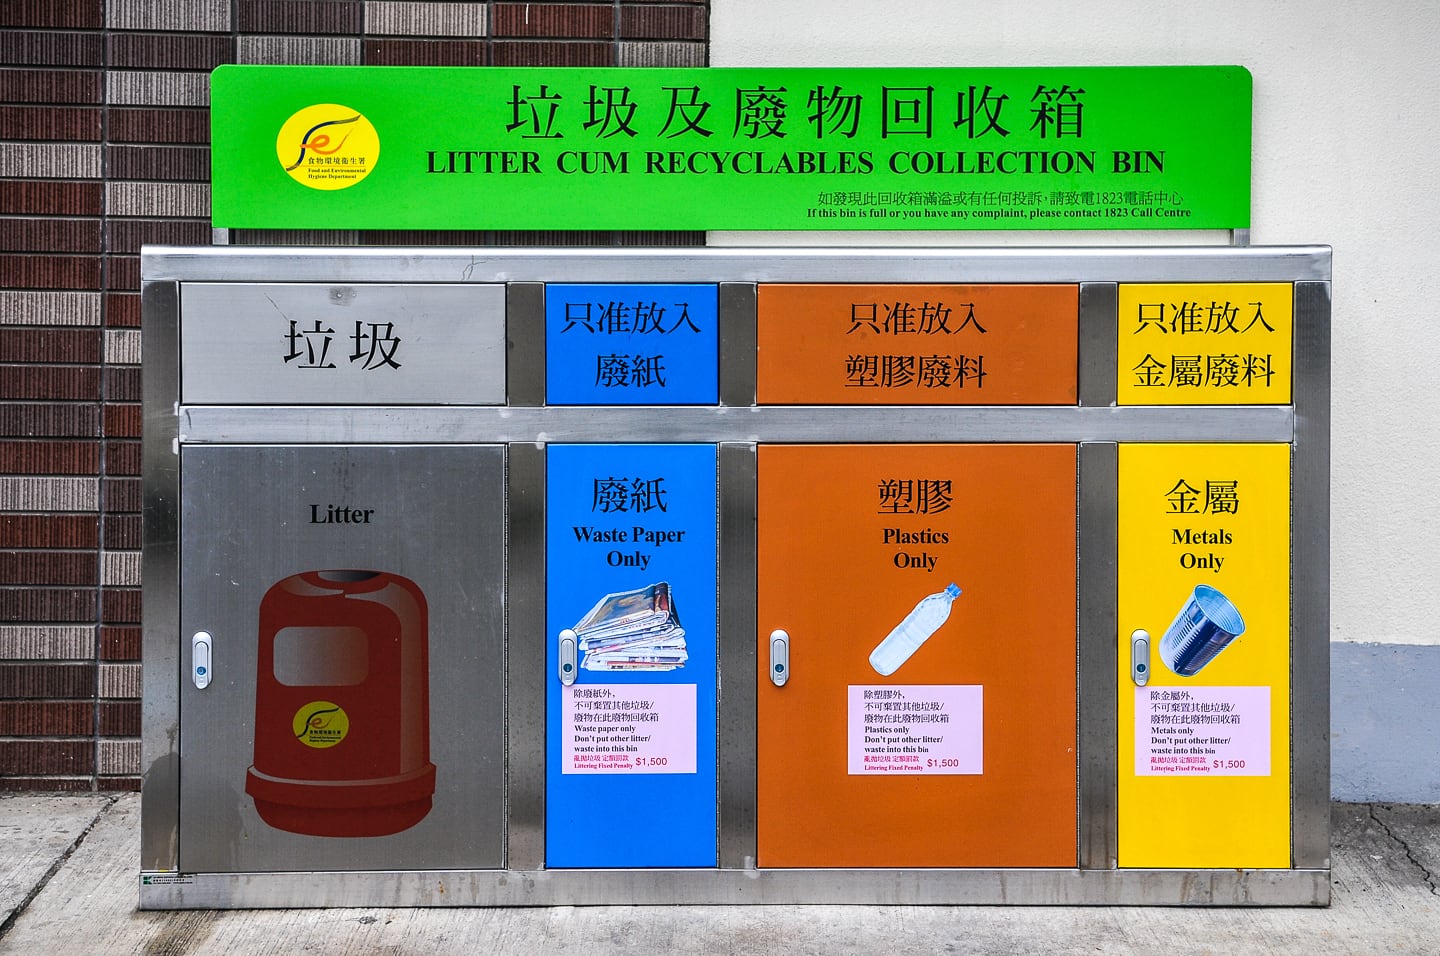 垃圾及廢物回收箱
LITTER CUM RECYCLABLES COLLECTION BIN
食物環境衞生署
Food and Environmental
Hygiene Department
如發現此回收箱滿溢或有任何投訴，請致電1823電話中心
If this bin is full or you have any complaint, please contact 1823 Call Centre
垃圾
只准放入
廢紙
只准放入
塑膠廢料
只准放入
金屬廢料
Litter
食物環境衞生署
Food and Environmental
Hygiene Department
廢紙
Waste Paper
Only
除廢紙外，
不可棄置其他垃圾/
廢物在此廢物回收箱
Waste paper only
Don't put other litter/
waste into this bin
亂拋垃圾 定額罰款
Littering Fixed Penalty $1,500
塑膠
Plastics
Only
除塑膠外，
不可棄置其他垃圾/
廢物在此廢物回收箱
Plastics only
Don't put other litter/
waste into this bin
亂拋垃圾 定額罰款
Littering Fixed Penalty $1,500
金屬
Metals
Only
除金屬外，
不可棄置其他垃圾/
廢物在此廢物回收箱
Metals only
Don't put other litter/
waste into this bin
亂拋垃圾 定額罰款
Littering Fixed Penalty $1,500